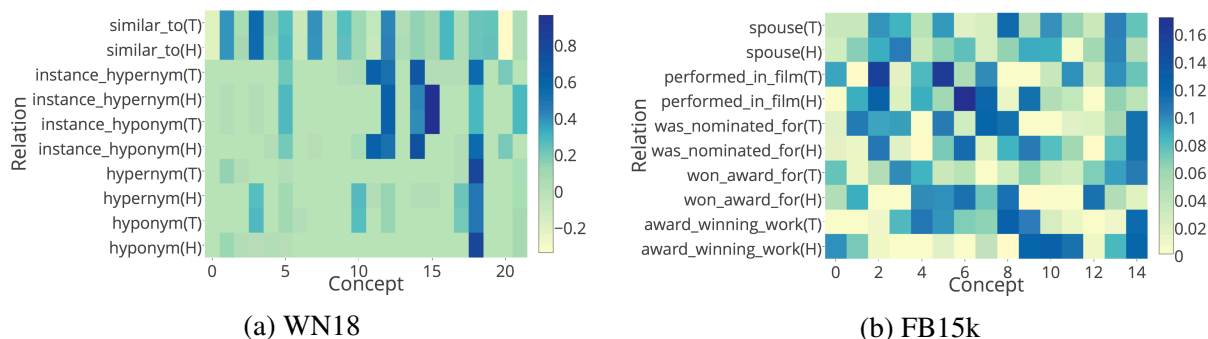 similar_to(T)
similar_to(H)
instance_hypernym(T)
instance_hypernym(H)
instance_hyponym(T)
instance_hyponym(H)
hypernym(T)
hypernym(H)
hyponym(T)
hyponym(H)
Relation
0 5 10 15 20
Concept
0.8
0.6
0.4
0.2
0
−0.2
(a) WN18
spouse(T)
spouse(H)
performed_in_film(T)
performed_in_film(H)
was_nominated_for(T)
was_nominated_for(H)
won_award_for(T)
won_award_for(H)
award_winning_work(T)
award_winning_work(H)
Relation
0 2 4 6 8 10 12 14
Concept
0.16
0.14
0.12
0.1
0.08
0.06
0.04
0.02
0
(b) FB15k